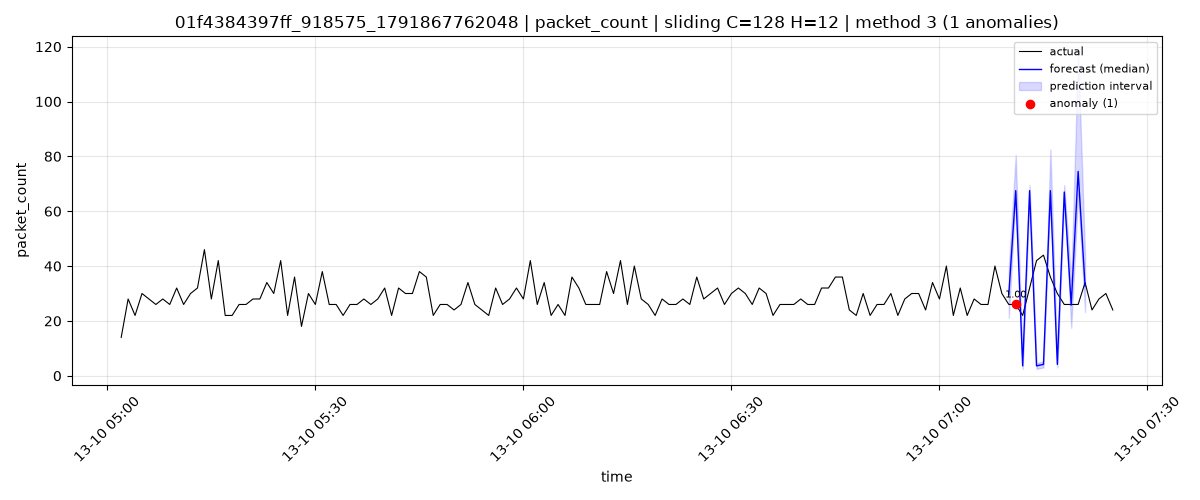 01f4384397ff_918575_1791867762048 | packet_count | sliding C=128 H=12 | method 3 (1 anomalies)
packet_count
120
100
80
60
40
20
0
actual
forecast (median)
prediction interval
anomaly (1)
1.00
13-10 05:00
13-10 05:30
13-10 06:00
13-10 06:30
13-10 07:00
13-10 07:30
time